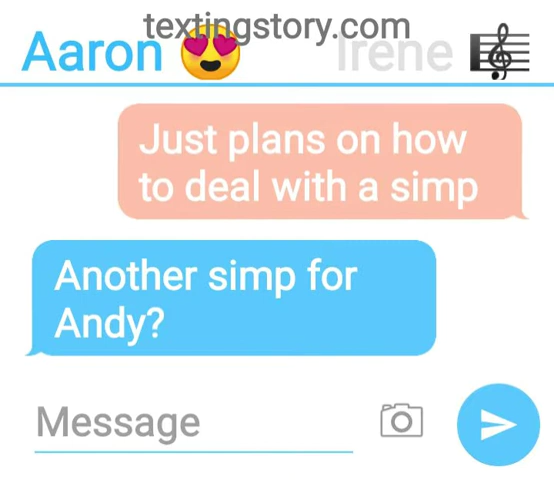 textingstory.com
Aaron 😍 Irene 🎼
Just plans on how
to deal with a simp
Another simp for
Andy?
Message